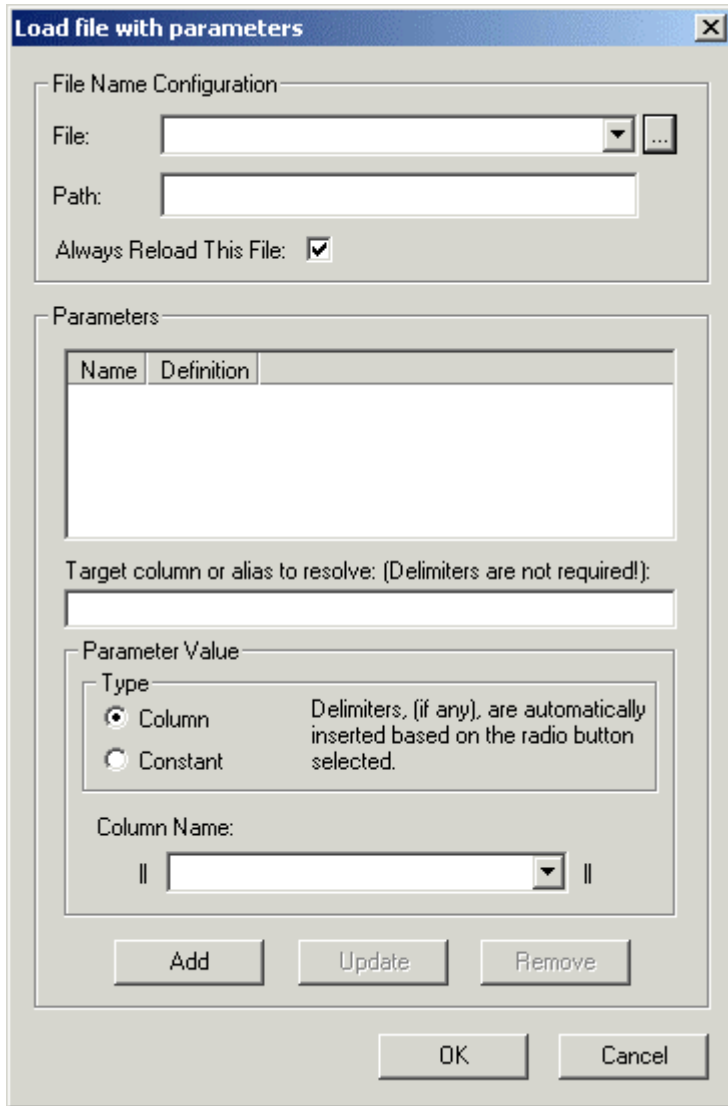 Load file with parameters
File Name Configuration
File:
...
Path:
Always Reload This File:
Parameters
Name Definition
Target column or alias to resolve: (Delimiters are not required!):
Parameter Value
Type
Column
Constant
Delimiters, (if any), are automatically
inserted based on the radio button
selected.
Column Name:
|| ||
Add Update Remove
OK Cancel